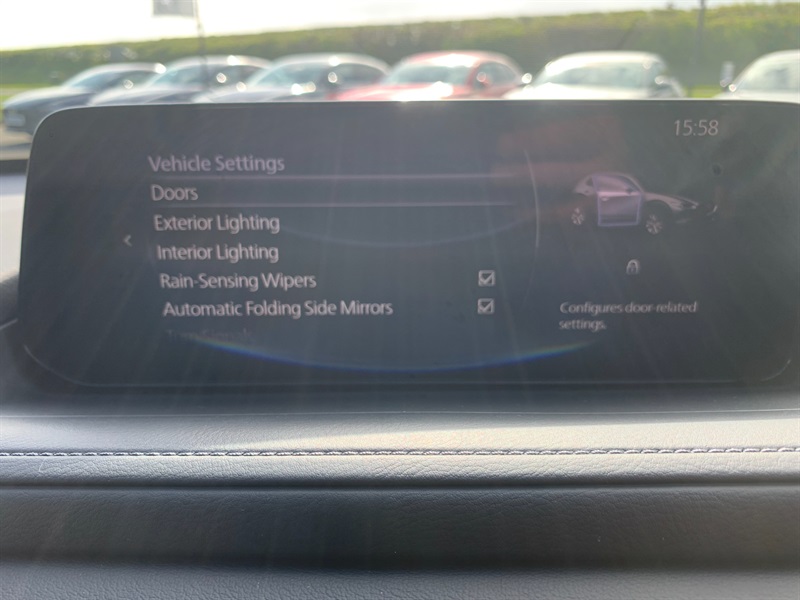 15:58
Vehicle Settings
Doors
Exterior Lighting
Interior Lighting
Rain-Sensing Wipers
Automatic Folding Side Mirrors
Configures door-related
settings.